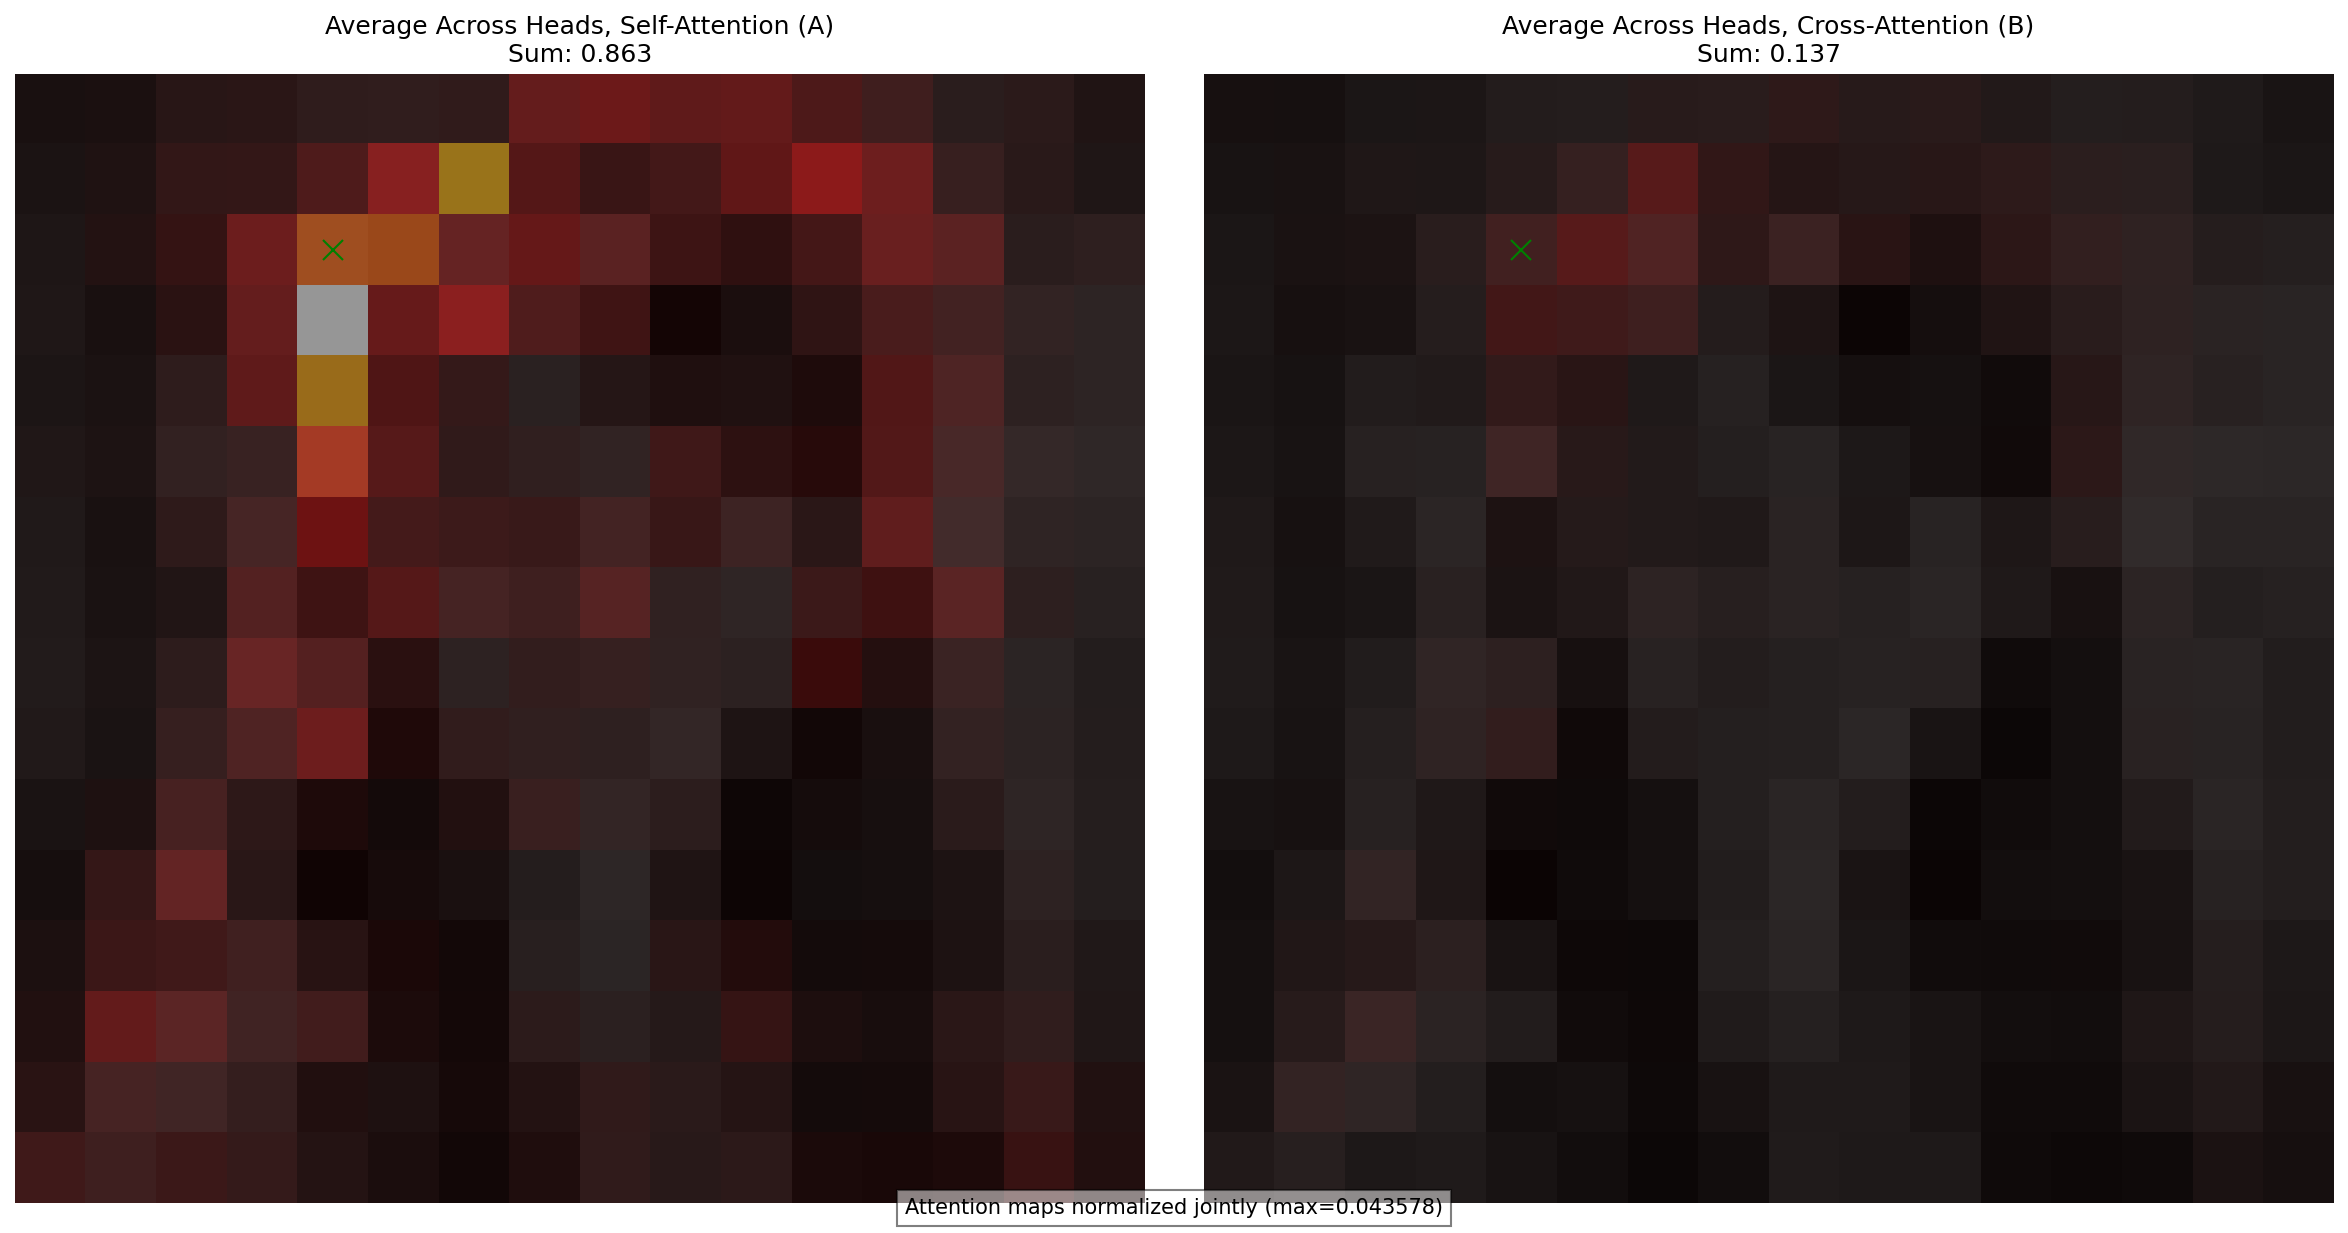 Average Across Heads, Self-Attention (A)
Sum: 0.863
Average Across Heads, Cross-Attention (B)
Sum: 0.137
Attention maps normalized jointly (max=0.043578)